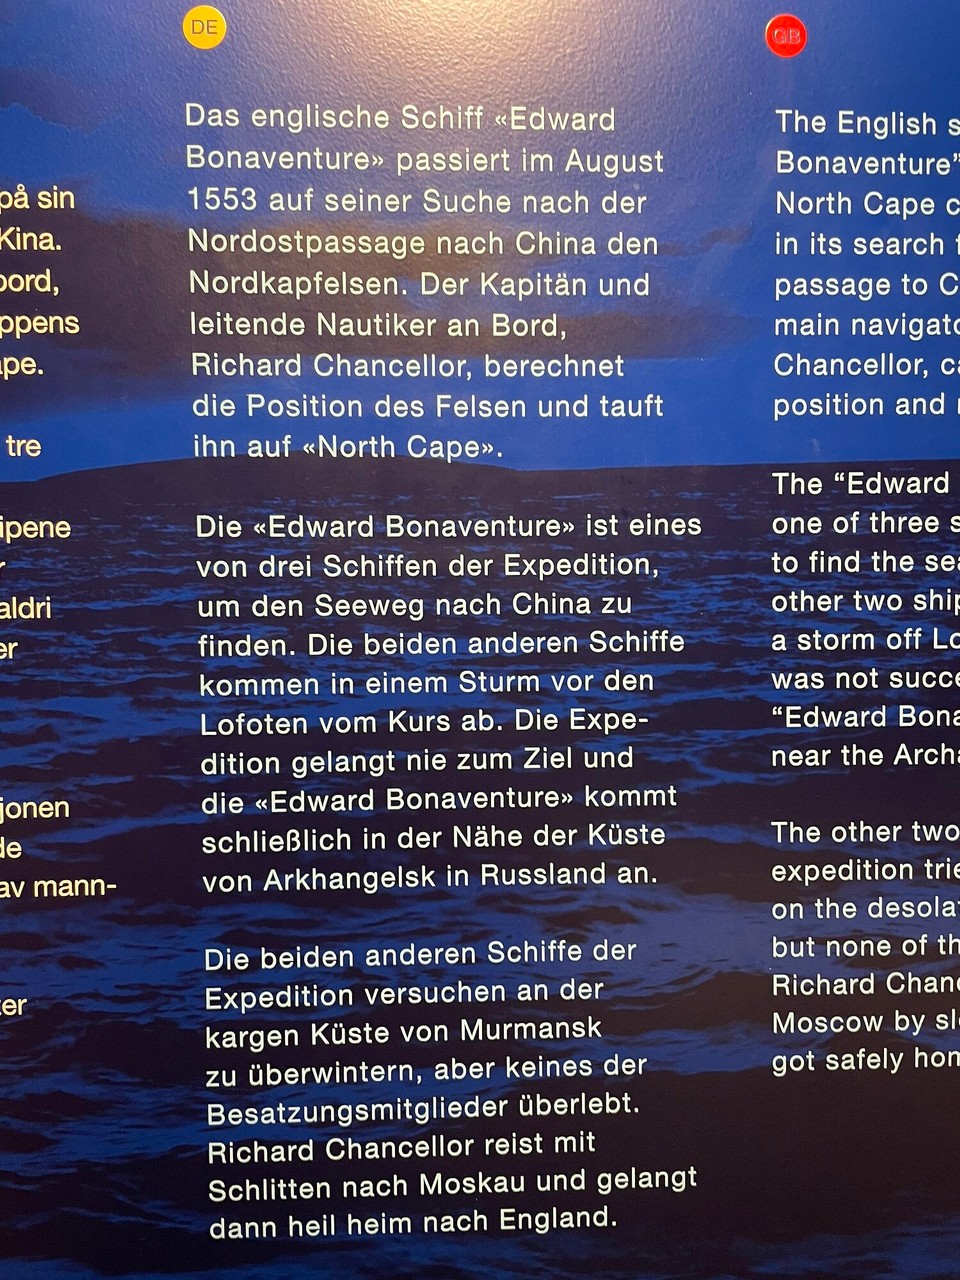 på sin
Kina.
ppens
tre
av mann-
DE
Das englische Schiff «Edward
Bonaventure» passiert im August
1553 auf seiner Suche nach der
Nordostpassage nach China den
Nordkapfelsen. Der Kapitän und
leitende Nautiker an Bord,
Richard Chancellor, berechnet
die Position des Felsen und tauft
ihn auf «North Cape».
Die «Edward Bonaventure» ist eines
von drei Schiffen der Expedition,
um den Seeweg nach China zu
finden. Die beiden anderen Schiffe
kommen in einem Sturm vor den
Lofoten vom Kurs ab. Die Expe-
dition gelangt nie zum Ziel und
die «Edward Bonaventure» kommt
schließlich in der Nähe der Küste
von Arkhangelsk in Russland an.
Die beiden anderen Schiffe der
Expedition versuchen an der
kargen Küste von Murmansk
zu überwintern, aber keines der
Besatzungsmitglieder überlebt.
Richard Chancellor reist mit
Schlitten nach Moskau und gelangt
dann heil heim nach England.
GB
The English
Bonaventure”
North Cape
in its search
passage to
main
Chancellor,
position and
The “Edward
one of three
to find the
other two
a storm off
was not
“Edward
near the
The other two
expedition
on the
but none of
Richard
Moscow by
got safely